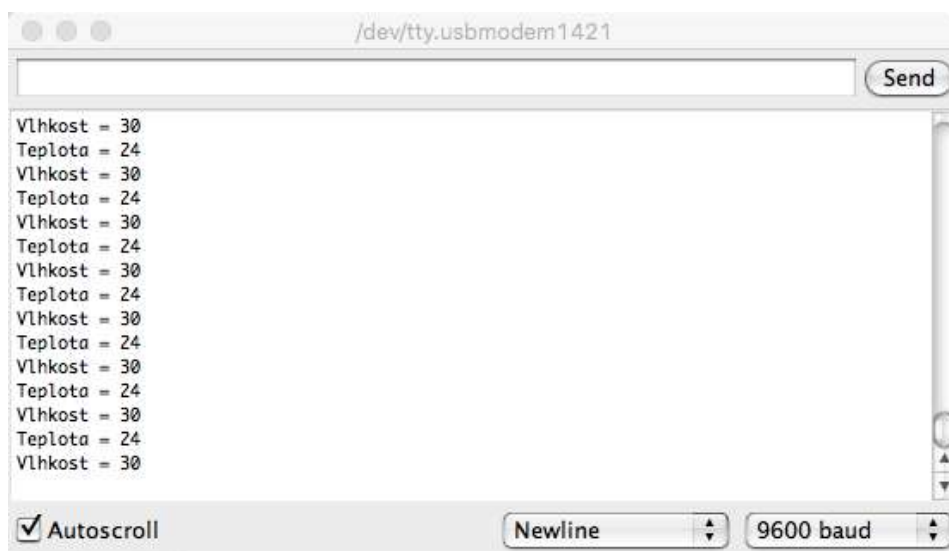 /dev/tty.usbmodem1421
Send
Vlhkost = 30
Teplota = 24
Vlhkost = 30
Teplota = 24
Vlhkost = 30
Teplota = 24
Vlhkost = 30
Teplota = 24
Vlhkost = 30
Teplota = 24
Vlhkost = 30
Teplota = 24
Vlhkost = 30
Teplota = 24
Vlhkost = 30
Autoscroll
Newline
9600 baud